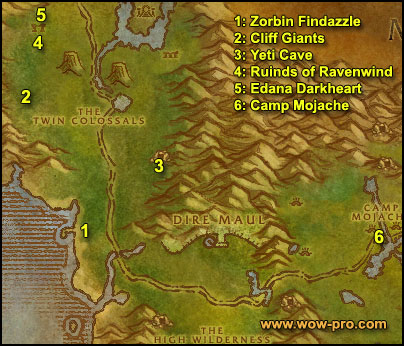 5
4
1: Zorbin Findazzle
2: Cliff Giants
3: Yeti Cave
4: Ruinds of Ravenwind
5: Edana Darkheart
6: Camp Mojache
N
2
THE
TWIN COLOSSALS
3
1
DIRE MAUL
CAMP
MOJACHE
6
www.wow-pro.com
THE
HIGH WILDERNESS